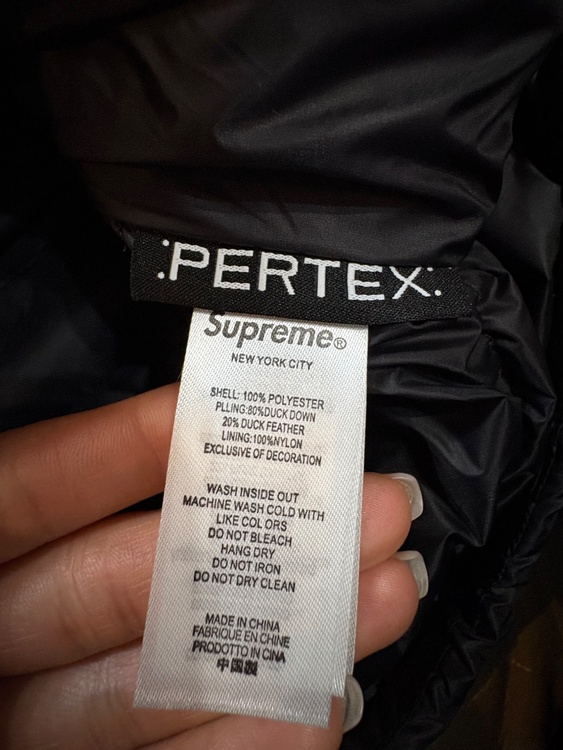 :PERTEX:
Supreme®
NEW YORK CITY
SHELL: 100% POLYESTER
PLLING:80%DUCK DOWN
20% DUCK FEATHER
LINING:100%NYLON
EXCLUSIVE OF DECORATION
WASH INSIDE OUT
MACHINE WASH COLD WITH
LIKE COLORS
DO NOT BLEACH
HANG DRY
DO NOT IRON
DO NOT DRY CLEAN
MADE IN CHINA
FABRIQUE EN CHINE
PRODOTTO IN CINA
中国製